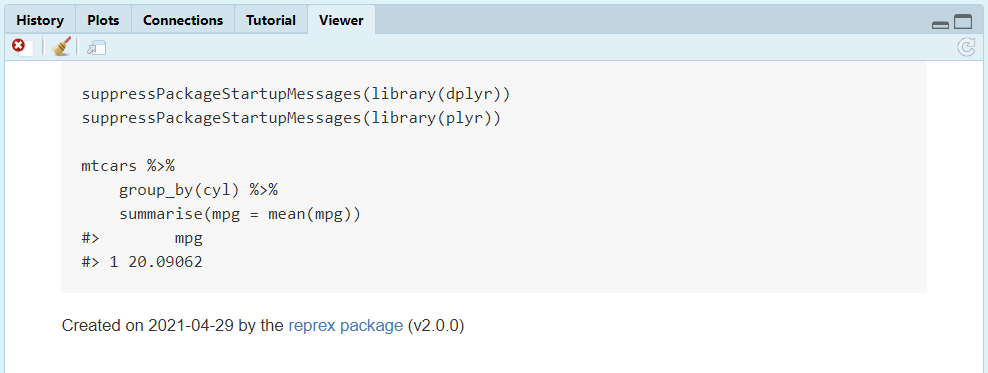 History Plots Connections Tutorial Viewer
suppressPackageStartupMessages(library(dplyr))
suppressPackageStartupMessages(library(plyr))
mtcars %>%
    group_by(cyl) %>%
    summarise(mpg = mean(mpg))
#>        mpg
#> 1 20.09062
Created on 2021-04-29 by the reprex package (v2.0.0)